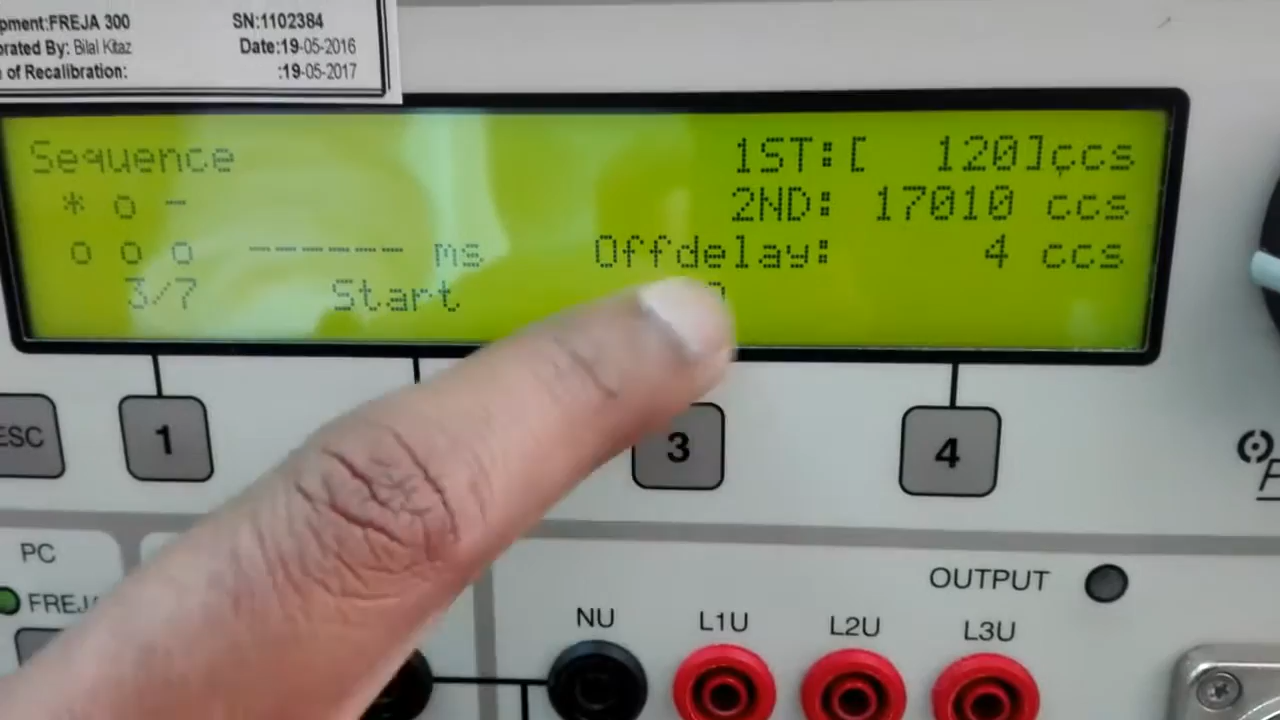 pment:FREJA 300 SN:1102384
orated By: Bilal Kitaz Date:19-05-2016
of Recalibration: :19-05-2017
Sequence 1ST:[ 120]ccs
* o - 2ND: 17010 ccs
o o o ------ ms Offdelay: 4 ccs
3/7 Start
ESC 1 3 4
PC
FREJA
OUTPUT
NU L1U L2U L3U